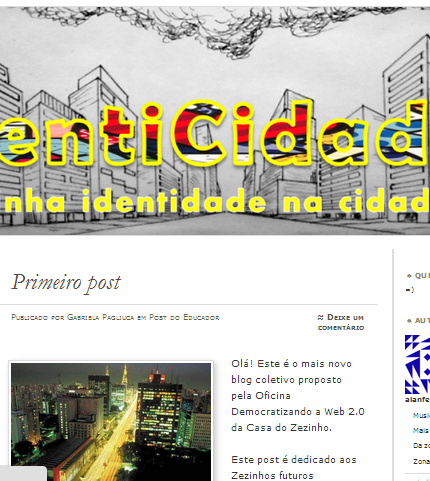 entiCidad
nha identidade na cidad
Primeiro post
Publicado por Gabriela Pagliuca em Post do Educador
≈ Deixe um
comentário
Olá! Este é o mais novo
blog coletivo proposto
pela Oficina
Democratizando a Web 2.0
da Casa do Zezinho.
Este post é dedicado aos
Zezinhos futuros
♣ QUI
=)
♣ AUT
alanfe
Musi
Mais
Da zo
Zona